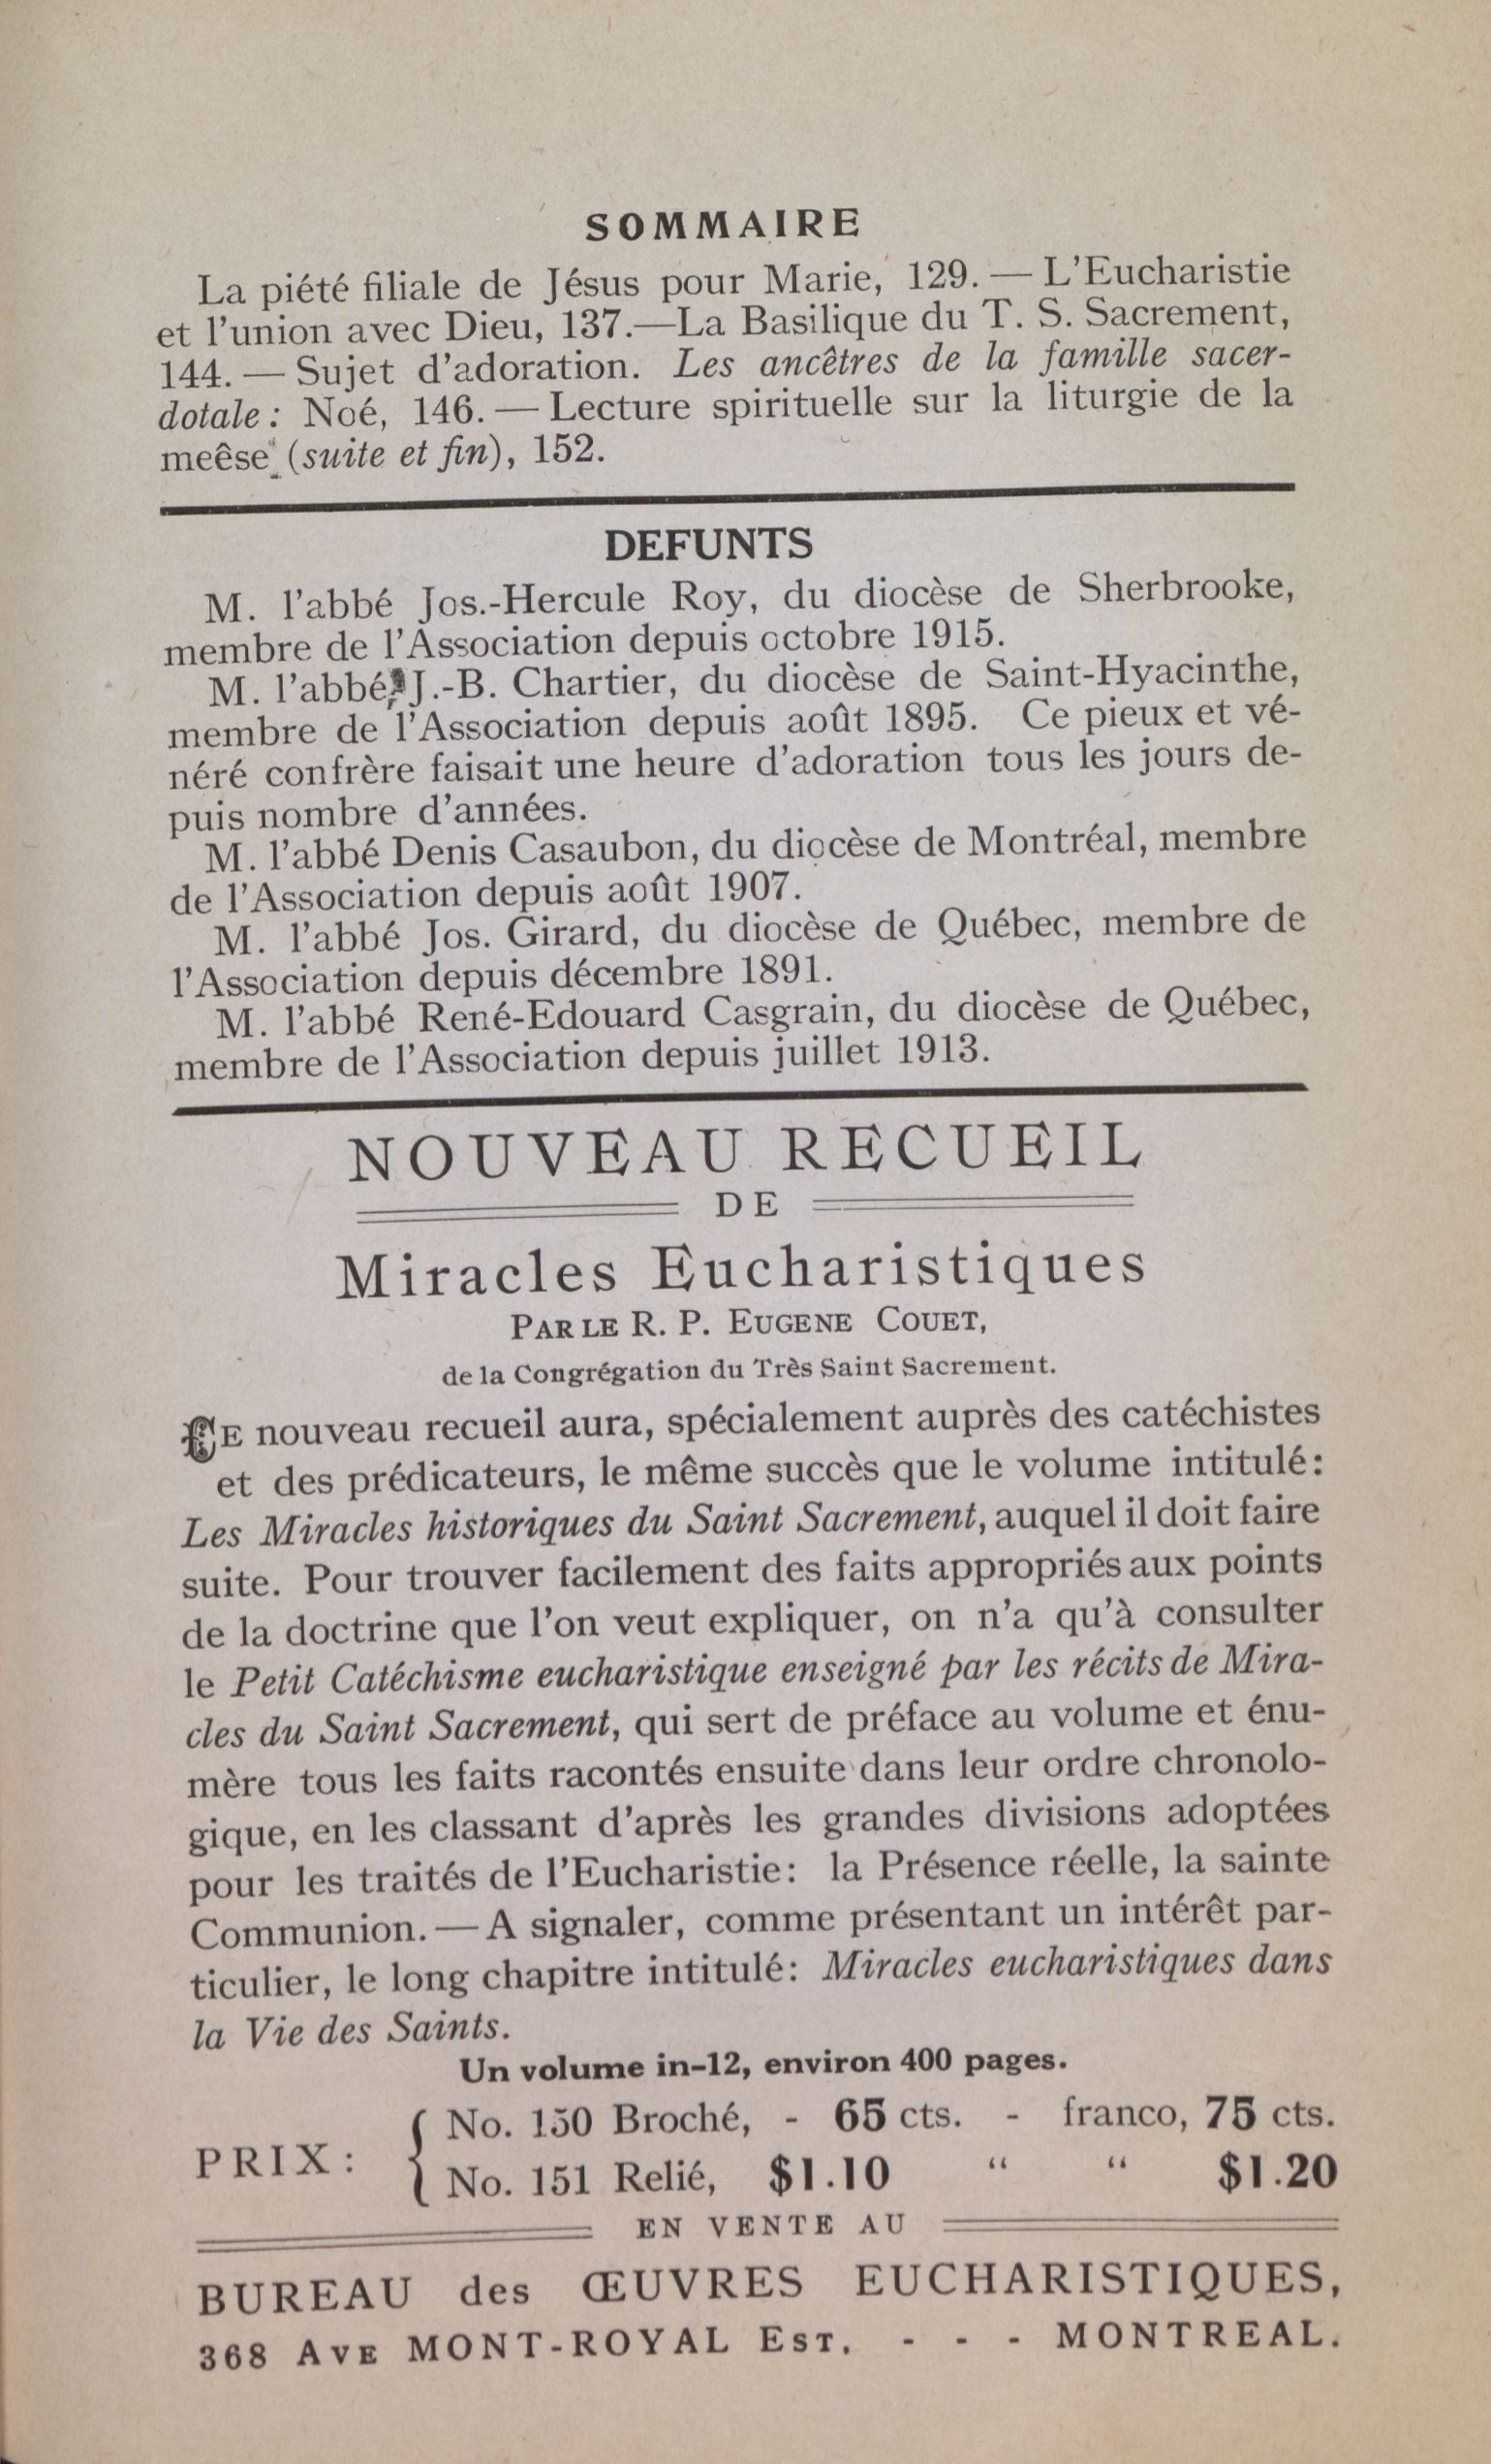 SOMMAIRE
La piété filiale de Jésus pour Marie, 129. — L'Eucharistie
et l'union avec Dieu, 137.—La Basilique du T. S. Sacrement,
144. — Sujet d'adoration. Les ancêtres de la famille sacer-
dotale : Noé, 146. — Lecture spirituelle sur la liturgie de la
meêse (suite et fin), 152.
DEFUNTS
M. l'abbé Jos.-Hercule Roy, du diocèse de Sherbrooke,
membre de l'Association depuis octobre 1915.
M. l'abbé J.-B. Chartier, du diocèse de Saint-Hyacinthe,
membre de l'Association depuis août 1895. Ce pieux et vé-
néré confrère faisait une heure d'adoration tous les jours de-
puis nombre d'années.
M. l'abbé Denis Casaubon, du diocèse de Montréal, membre
de l'Association depuis août 1907.
M. l'abbé Jos. Girard, du diocèse de Québec, membre de
l'Association depuis décembre 1891.
M. l'abbé René-Edouard Casgrain, du diocèse de Québec,
membre de l'Association depuis juillet 1913.
NOUVEAU RECUEIL
DE
Miracles Eucharistiques
PAR LE R. P. EUGENE COUET,
de la Congrégation du Très Saint Sacrement.
CE nouveau recueil aura, spécialement auprès des catéchistes
et des prédicateurs, le même succès que le volume intitulé:
Les Miracles historiques du Saint Sacrement, auquel il doit faire
suite. Pour trouver facilement des faits appropriés aux points
de la doctrine que l'on veut expliquer, on n'a qu'à consulter
le Petit Catéchisme eucharistique enseigné par les récits de Mira-
cles du Saint Sacrement, qui sert de préface au volume et énu-
mère tous les faits racontés ensuite dans leur ordre chronolo-
gique, en les classant d'après les grandes divisions adoptées
pour les traités de l'Eucharistie: la Présence réelle, la sainte
Communion. — A signaler, comme présentant un intérêt par-
ticulier, le long chapitre intitulé: Miracles eucharistiques dans
la Vie des Saints.
Un volume in-12, environ 400 pages.
PRIX: { No. 150 Broché, - 65 cts. - franco, 75 cts.
No. 151 Relié, $1.10 “ “ $1.20
EN VENTE AU
BUREAU des ŒUVRES EUCHARISTIQUES,
368 AVE MONT-ROYAL EST. - - - MONTREAL.